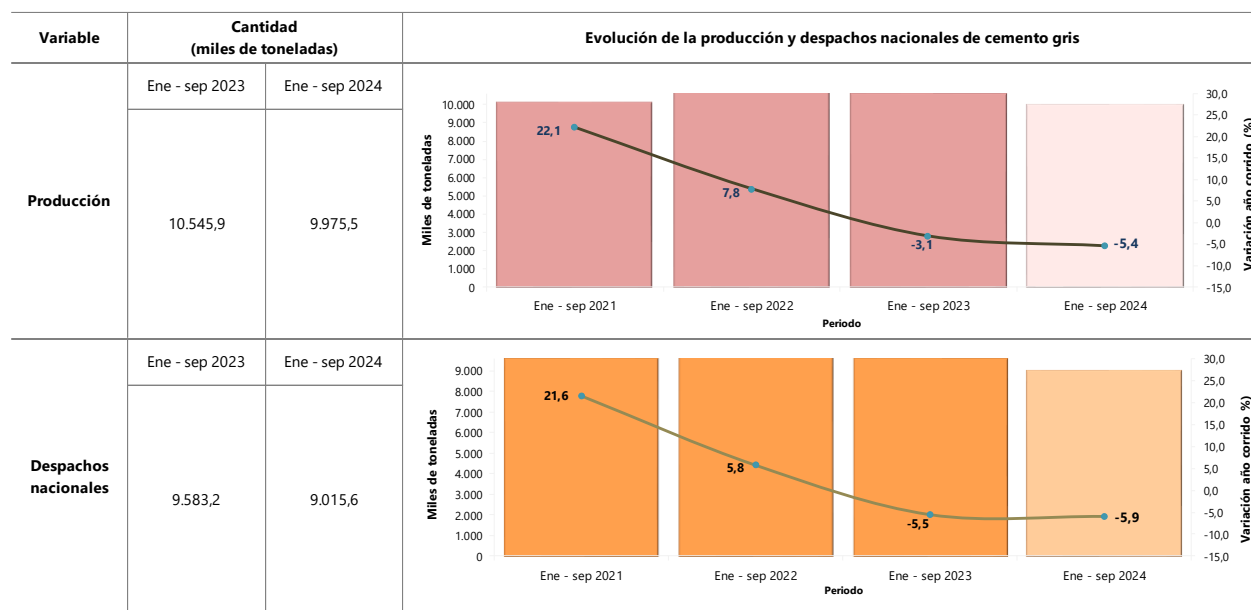 Variable
Cantidad
(miles de toneladas)
Evolución de la producción y despachos nacionales de cemento gris
Producción
Ene - sep 2023
Ene - sep 2024
10.545,9
9.975,5
Miles de toneladas
10.000
9.000
8.000
7.000
6.000
5.000
4.000
3.000
2.000
1.000
0
22,1
7,8
-3,1
-5,4
30,0
25,0
20,0
15,0
10,0
5,0
0,0
-5,0
-10,0
-15,0
Variación año corrido (%)
Ene - sep 2021
Ene - sep 2022
Ene - sep 2023
Ene - sep 2024
Periodo
Despachos
nacionales
Ene - sep 2023
Ene - sep 2024
9.583,2
9.015,6
Miles de toneladas
9.000
8.000
7.000
6.000
5.000
4.000
3.000
2.000
1.000
0
21,6
5,8
-5,5
-5,9
30,0
25,0
20,0
15,0
10,0
5,0
0,0
-5,0
-10,0
-15,0
Variación año corrido %)
Ene - sep 2021
Ene - sep 2022
Ene - sep 2023
Ene - sep 2024
Periodo